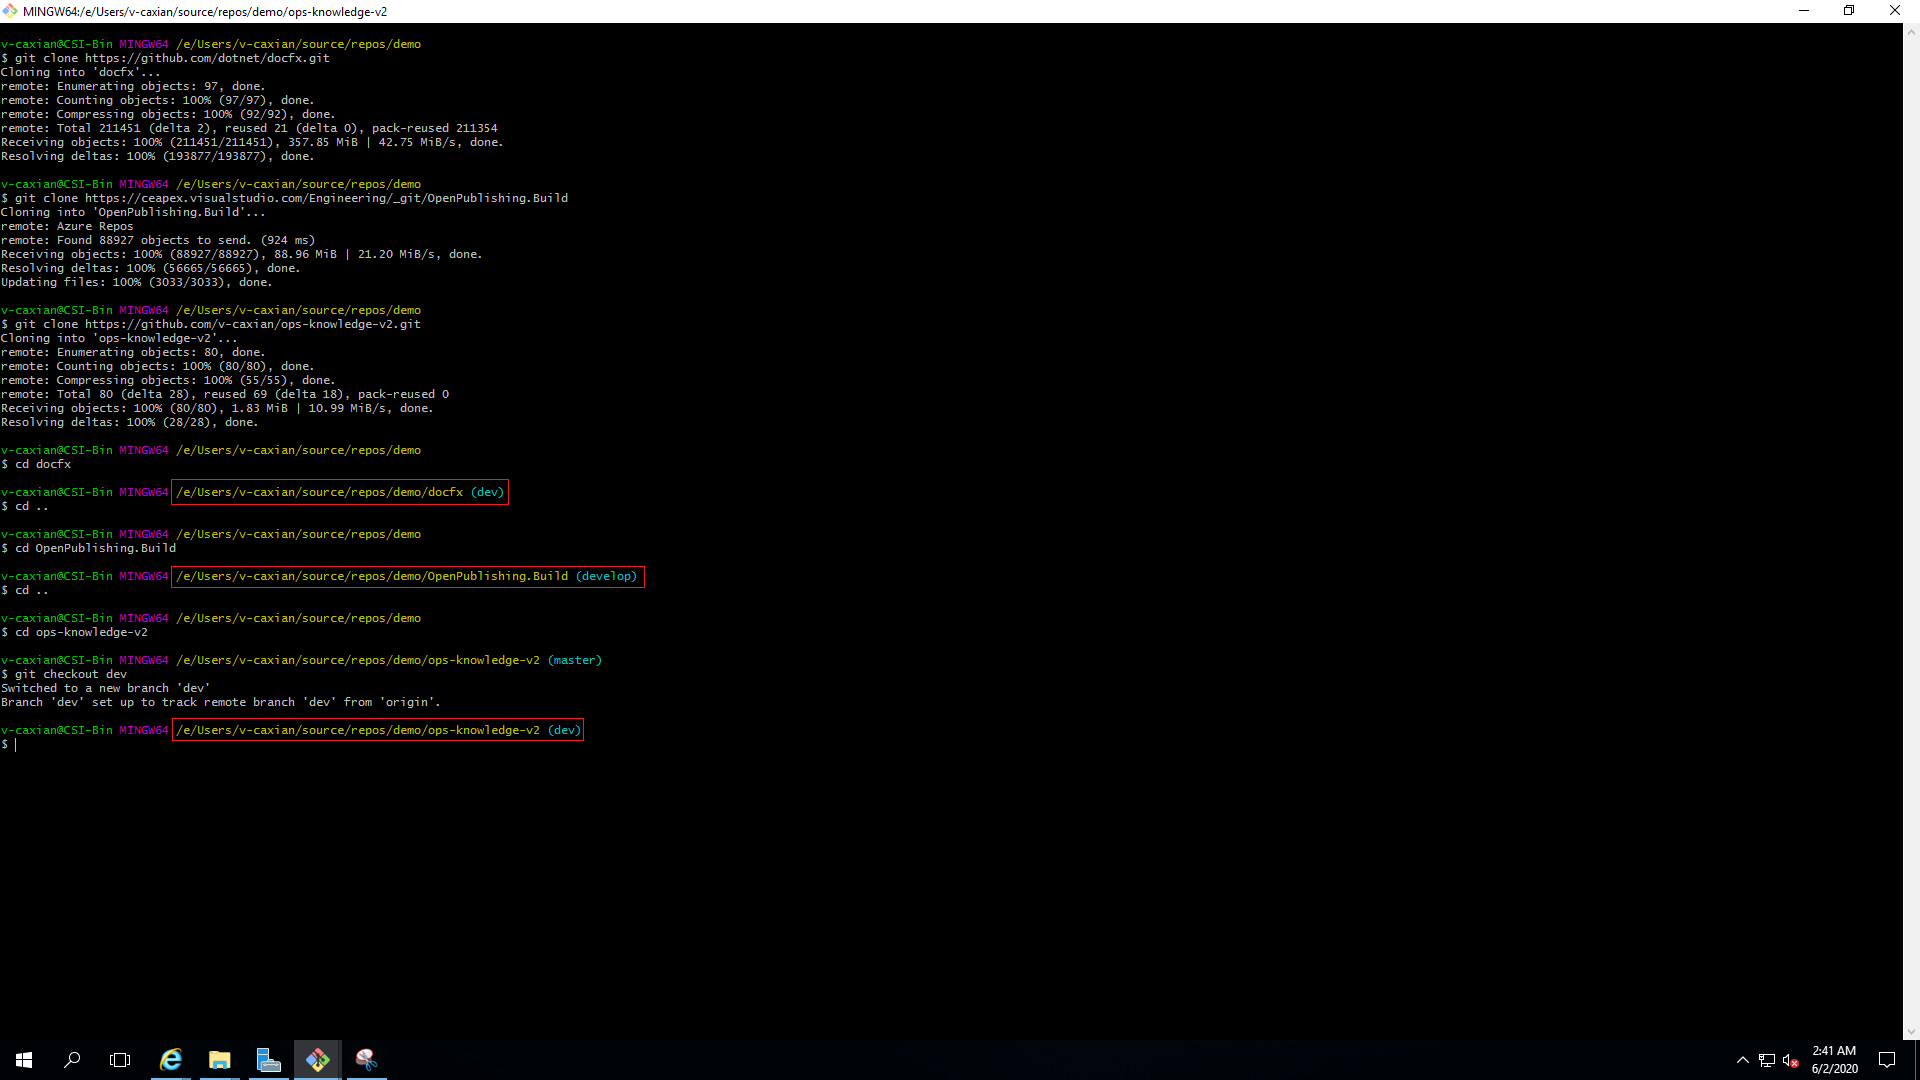 MINGW64:/e/Users/v-caxian/source/repos/demo/ops-knowledge-v2
v-caxian@CSI-Bin MINGW64 /e/Users/v-caxian/source/repos/demo
$ git clone https://github.com/dotnet/docfx.git
Cloning into 'docfx'...
remote: Enumerating objects: 97, done.
remote: Counting objects: 100% (97/97), done.
remote: Compressing objects: 100% (92/92), done.
remote: Total 211451 (delta 2), reused 21 (delta 0), pack-reused 211354
Receiving objects: 100% (211451/211451), 357.85 MiB | 42.75 MiB/s, done.
Resolving deltas: 100% (193877/193877), done.
v-caxian@CSI-Bin MINGW64 /e/Users/v-caxian/source/repos/demo
$ git clone https://ceapex.visualstudio.com/Engineering/_git/OpenPublishing.Build
Cloning into 'OpenPublishing.Build'...
remote: Azure Repos
remote: Found 88927 objects to send. (924 ms)
Receiving objects: 100% (88927/88927), 88.96 MiB | 21.20 MiB/s, done.
Resolving deltas: 100% (56665/56665), done.
Updating files: 100% (3033/3033), done.
v-caxian@CSI-Bin MINGW64 /e/Users/v-caxian/source/repos/demo
$ git clone https://github.com/v-caxian/ops-knowledge-v2.git
Cloning into 'ops-knowledge-v2'...
remote: Enumerating objects: 80, done.
remote: Counting objects: 100% (80/80), done.
remote: Compressing objects: 100% (55/55), done.
remote: Total 80 (delta 28), reused 69 (delta 18), pack-reused 0
Receiving objects: 100% (80/80), 1.83 MiB | 10.99 MiB/s, done.
Resolving deltas: 100% (28/28), done.
v-caxian@CSI-Bin MINGW64 /e/Users/v-caxian/source/repos/demo
$ cd docfx
v-caxian@CSI-Bin MINGW64 /e/Users/v-caxian/source/repos/demo/docfx (dev)
$ cd ..
v-caxian@CSI-Bin MINGW64 /e/Users/v-caxian/source/repos/demo
$ cd OpenPublishing.Build
v-caxian@CSI-Bin MINGW64 /e/Users/v-caxian/source/repos/demo/OpenPublishing.Build (develop)
$ cd ..
v-caxian@CSI-Bin MINGW64 /e/Users/v-caxian/source/repos/demo
$ cd ops-knowledge-v2
v-caxian@CSI-Bin MINGW64 /e/Users/v-caxian/source/repos/demo/ops-knowledge-v2 (master)
$ git checkout dev
Switched to a new branch 'dev'
Branch 'dev' set up to track remote branch 'dev' from 'origin'.
v-caxian@CSI-Bin MINGW64 /e/Users/v-caxian/source/repos/demo/ops-knowledge-v2 (dev)
$
2:41 AM
6/2/2020